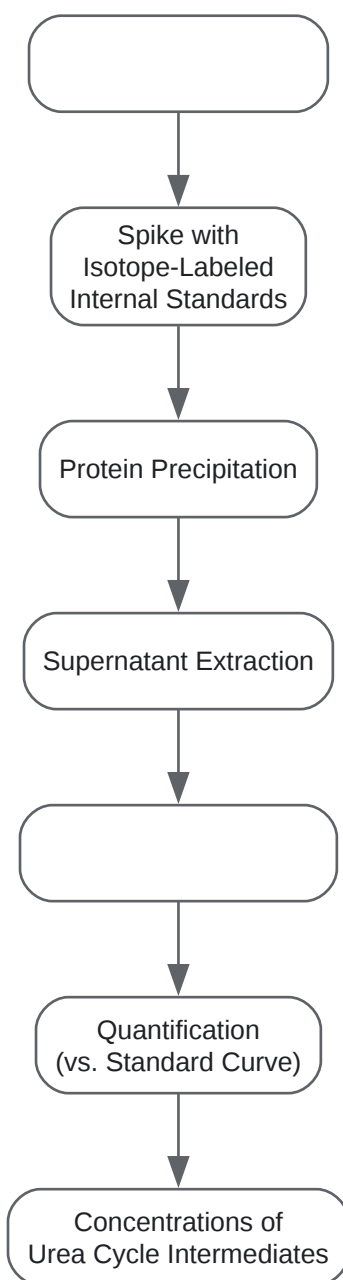 Spike with
Isotope-Labeled
Internal Standards
Protein Precipitation
Supernatant Extraction
Quantification
(vs. Standard Curve)
Concentrations of
Urea Cycle Intermediates